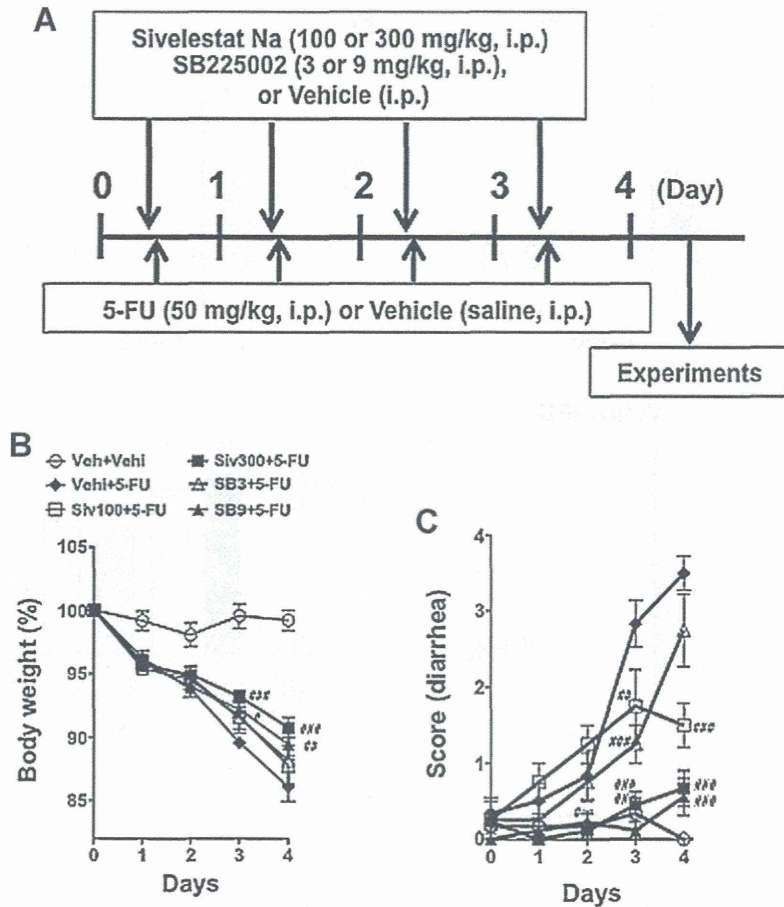 A
Sivelestat Na (100 or 300 mg/kg, i.p.)
SB225002 (3 or 9 mg/kg, i.p.),
or Vehicle (i.p.)
0 1 2 3 4 (Day)
5-FU (50 mg/kg, i.p.) or Vehicle (saline, i.p.)
Experiments
B
Veh+Vehi
Vehi+5-FU
Siv100+5-FU
Siv300+5-FU
SB3+5-FU
SB9+5-FU
Body weight (%)
105
100
95
90
85
0 1 2 3 4
Days
C
Score (diarrhea)
4
3
2
1
0
0 1 2 3 4
Days